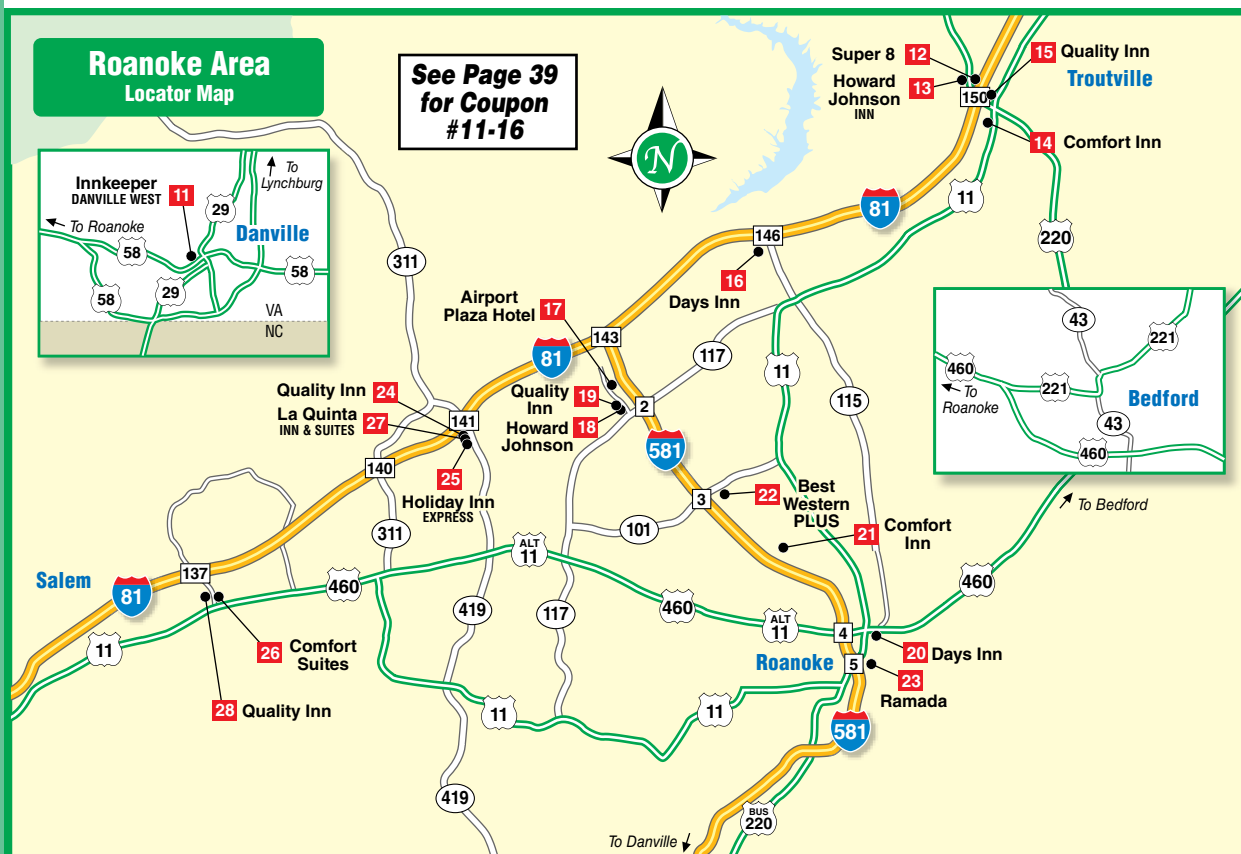 Roanoke Area
Locator Map
See Page 39
for Coupon
#11-16
N
Super 8 12
Howard
Johnson
INN
13
15 Quality Inn
Troutville
150
14 Comfort Inn
11
81
220
146
16
Days Inn
Innkeeper
DANVILLE WEST
11
To
Lynchburg
29
Danville
To Roanoke
58
58
58
29
VA
NC
311
Airport
Plaza Hotel
17
143
81
117
11
115
Quality
Inn
19
Howard
Johnson
18
2
581
Quality Inn 24
La Quinta
INN & SUITES
27
141
140
25
Holiday Inn
EXPRESS
43
221
460
221
To
Roanoke
Bedford
43
460
To Bedford
3
22
Best
Western
PLUS
101
21
Comfort
Inn
311
ALT
11
Salem
137
81
460
460
460
419
117
ALT
11
4
11
26
Comfort
Suites
20 Days Inn
Roanoke
5
23
Ramada
28 Quality Inn
11
11
581
419
BUS
220
To Danville